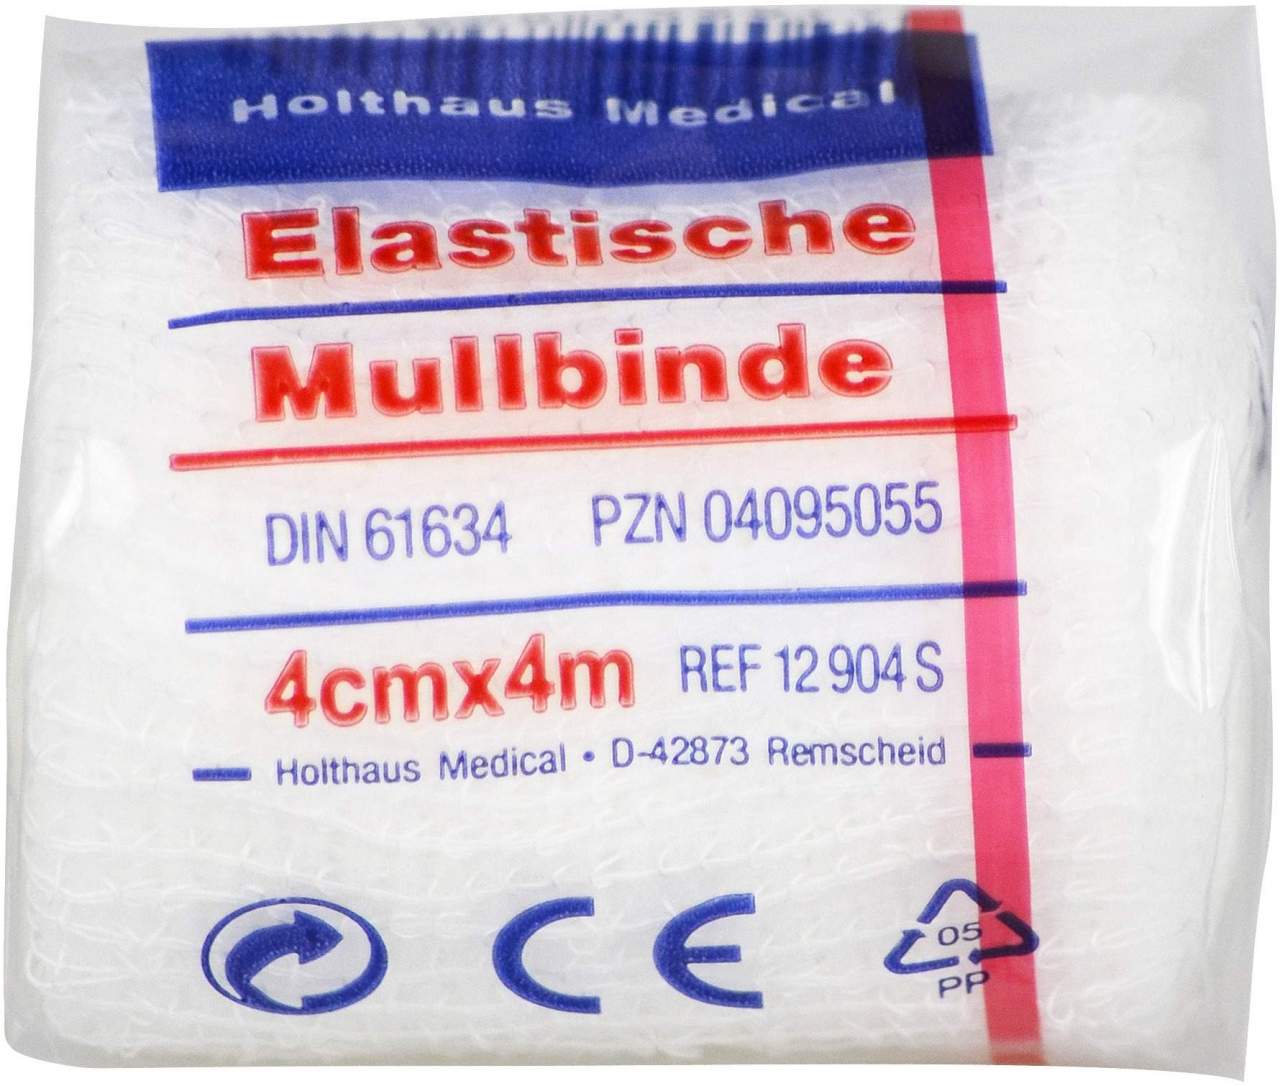 Holthaus Medical
Elastische
Mullbinde
DIN 61634 PZN 04095055
4cmx4m REF 12 904 S
Holthaus Medical • D-42873 Remscheid
CE
05
PP